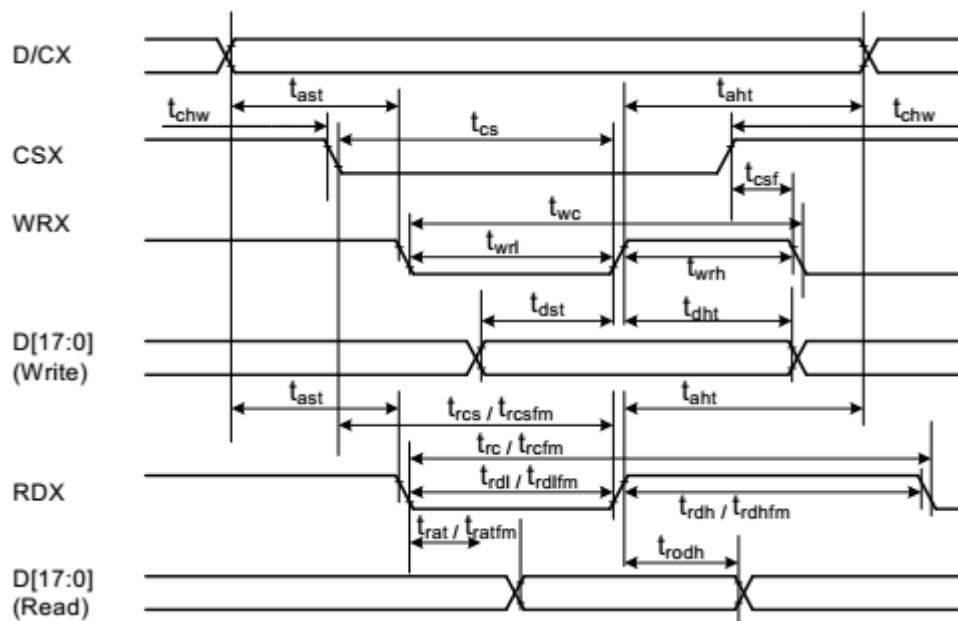 D/CX
t_ast
t_aht
t_chw
t_cs
t_chw
CSX
t_csf
WRX
t_wc
t_wrl
t_wrh
t_dst
t_dht
D[17:0]
(Write)
t_ast
t_rcs / t_rcsfm
t_aht
t_rc / t_rcfm
RDX
t_rdl / t_rdlfm
t_rdh / t_rdhfm
t_rat / t_ratfm
t_rodh
D[17:0]
(Read)